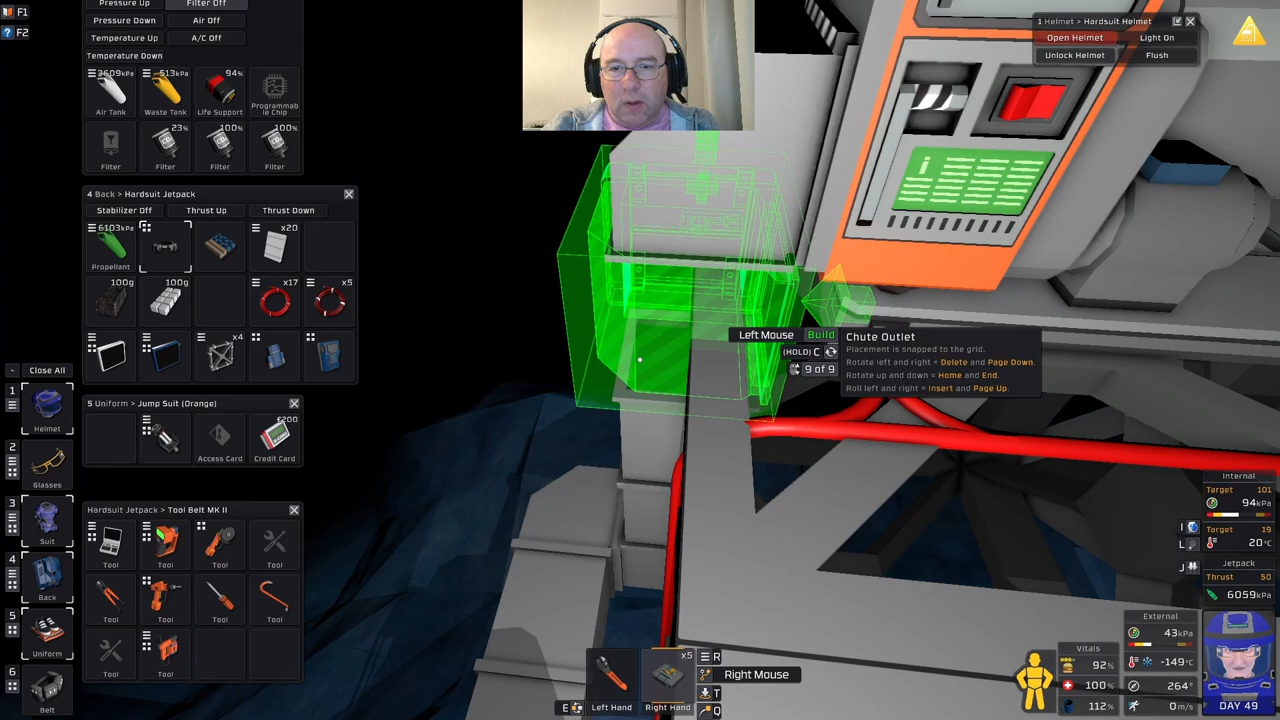 F1
F2
Pressure Up
Filter Off
Pressure Down
Air Off
Temperature Up
A/C Off
Temperature Down
3609kPa
513kPa
94%
Air Tank
Waste Tank
Life Support
Programmab
le Chip
23%
100%
100%
Filter
Filter
Filter
Filter
4 Back > Hardsuit Jetpack
Stabilizer Off
Thrust Up
Thrust Down
6103kPa
x20
Propellant
100g
100g
x17
x5
x4
Close All
5 Uniform > Jump Suit (Orange)
€200
Access Card
Credit Card
1
Helmet
2
Glasses
3
Suit
4
Back
5
Uniform
6
Belt
Hardsuit Jetpack > Tool Belt MK II
Tool
Tool
Tool
Tool
Tool
Tool
Tool
Tool
Tool
Tool
1 Helmet > Hardsuit Helmet
Open Helmet
Light On
Unlock Helmet
Flush
Left Mouse
Build
(HOLD) C
9 of 9
Chute Outlet
Placement is snapped to the grid.
Rotate left and right = Delete and Page Down.
Rotate up and down = Home and End.
Roll left and right = Insert and Page Up.
x5
R
Right Mouse
T
Q
E
Left Hand
Right Hand
Internal
Target 101
94kPa
Target 19
20°C
I
L
J
Jetpack
Thrust 50
6059kPa
External
43kPa
-149°C
264°
0m/s
Vitals
92%
100%
112%
DAY 49